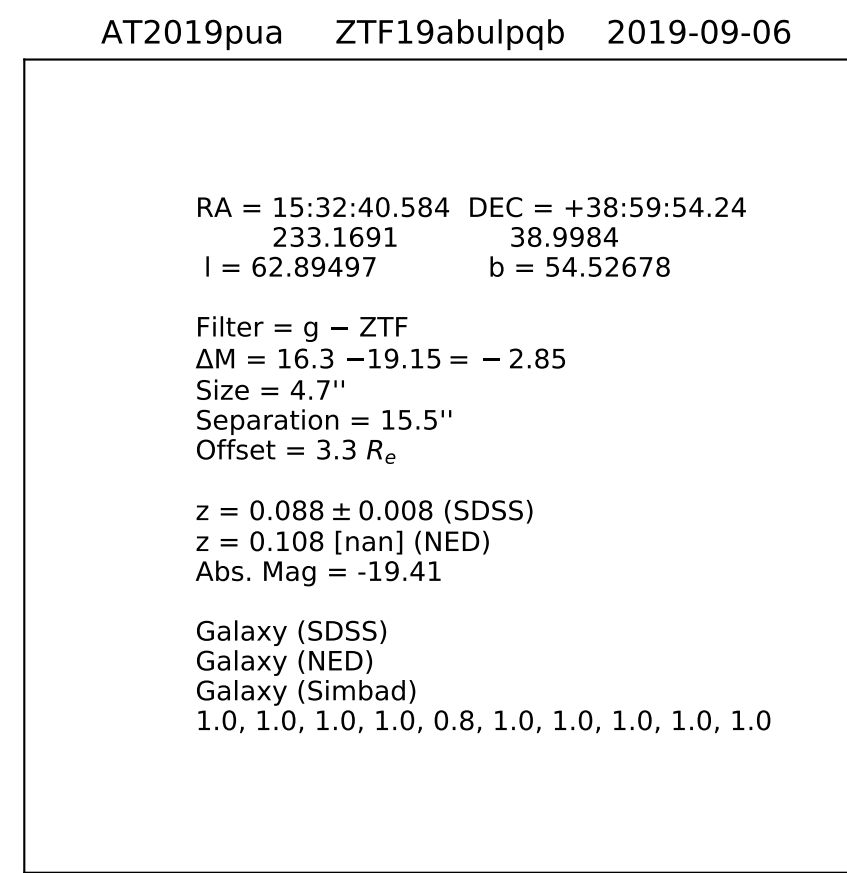 AT2019pua ZTF19abulpqb 2019-09-06
RA = 15:32:40.584 DEC = +38:59:54.24
233.1691 38.9984
l = 62.89497 b = 54.52678
Filter = g − ZTF
ΔM = 16.3 −19.15 = − 2.85
Size = 4.7''
Separation = 15.5''
Offset = 3.3 Re
z = 0.088 ± 0.008 (SDSS)
z = 0.108 [nan] (NED)
Abs. Mag = -19.41
Galaxy (SDSS)
Galaxy (NED)
Galaxy (Simbad)
1.0, 1.0, 1.0, 1.0, 0.8, 1.0, 1.0, 1.0, 1.0, 1.0